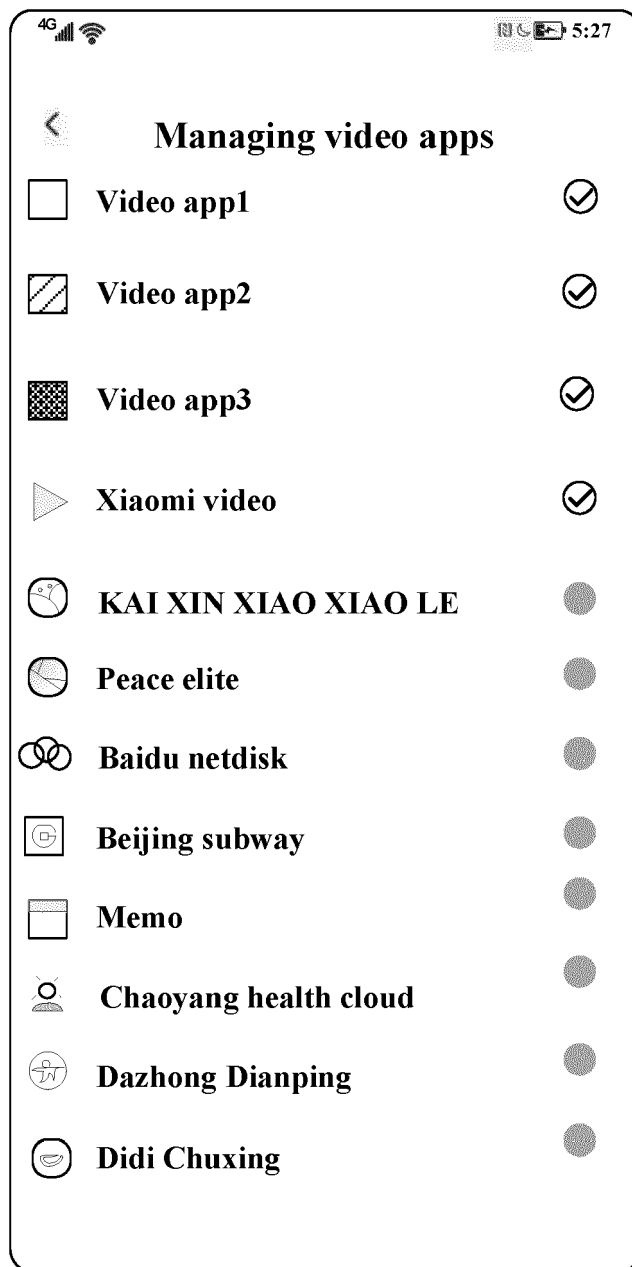 4G 5:27
Managing video apps
Video app1
Video app2
Video app3
Xiaomi video
KAI XIN XIAO XIAO LE
Peace elite
Baidu netdisk
Beijing subway
Memo
Chaoyang health cloud
Dazhong Dianping
Didi Chuxing